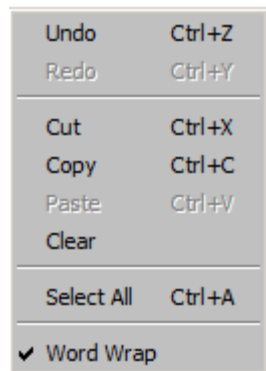 Undo Ctrl+Z
Redo Ctrl+Y
Cut Ctrl+X
Copy Ctrl+C
Paste Ctrl+V
Clear
Select All Ctrl+A
Word Wrap